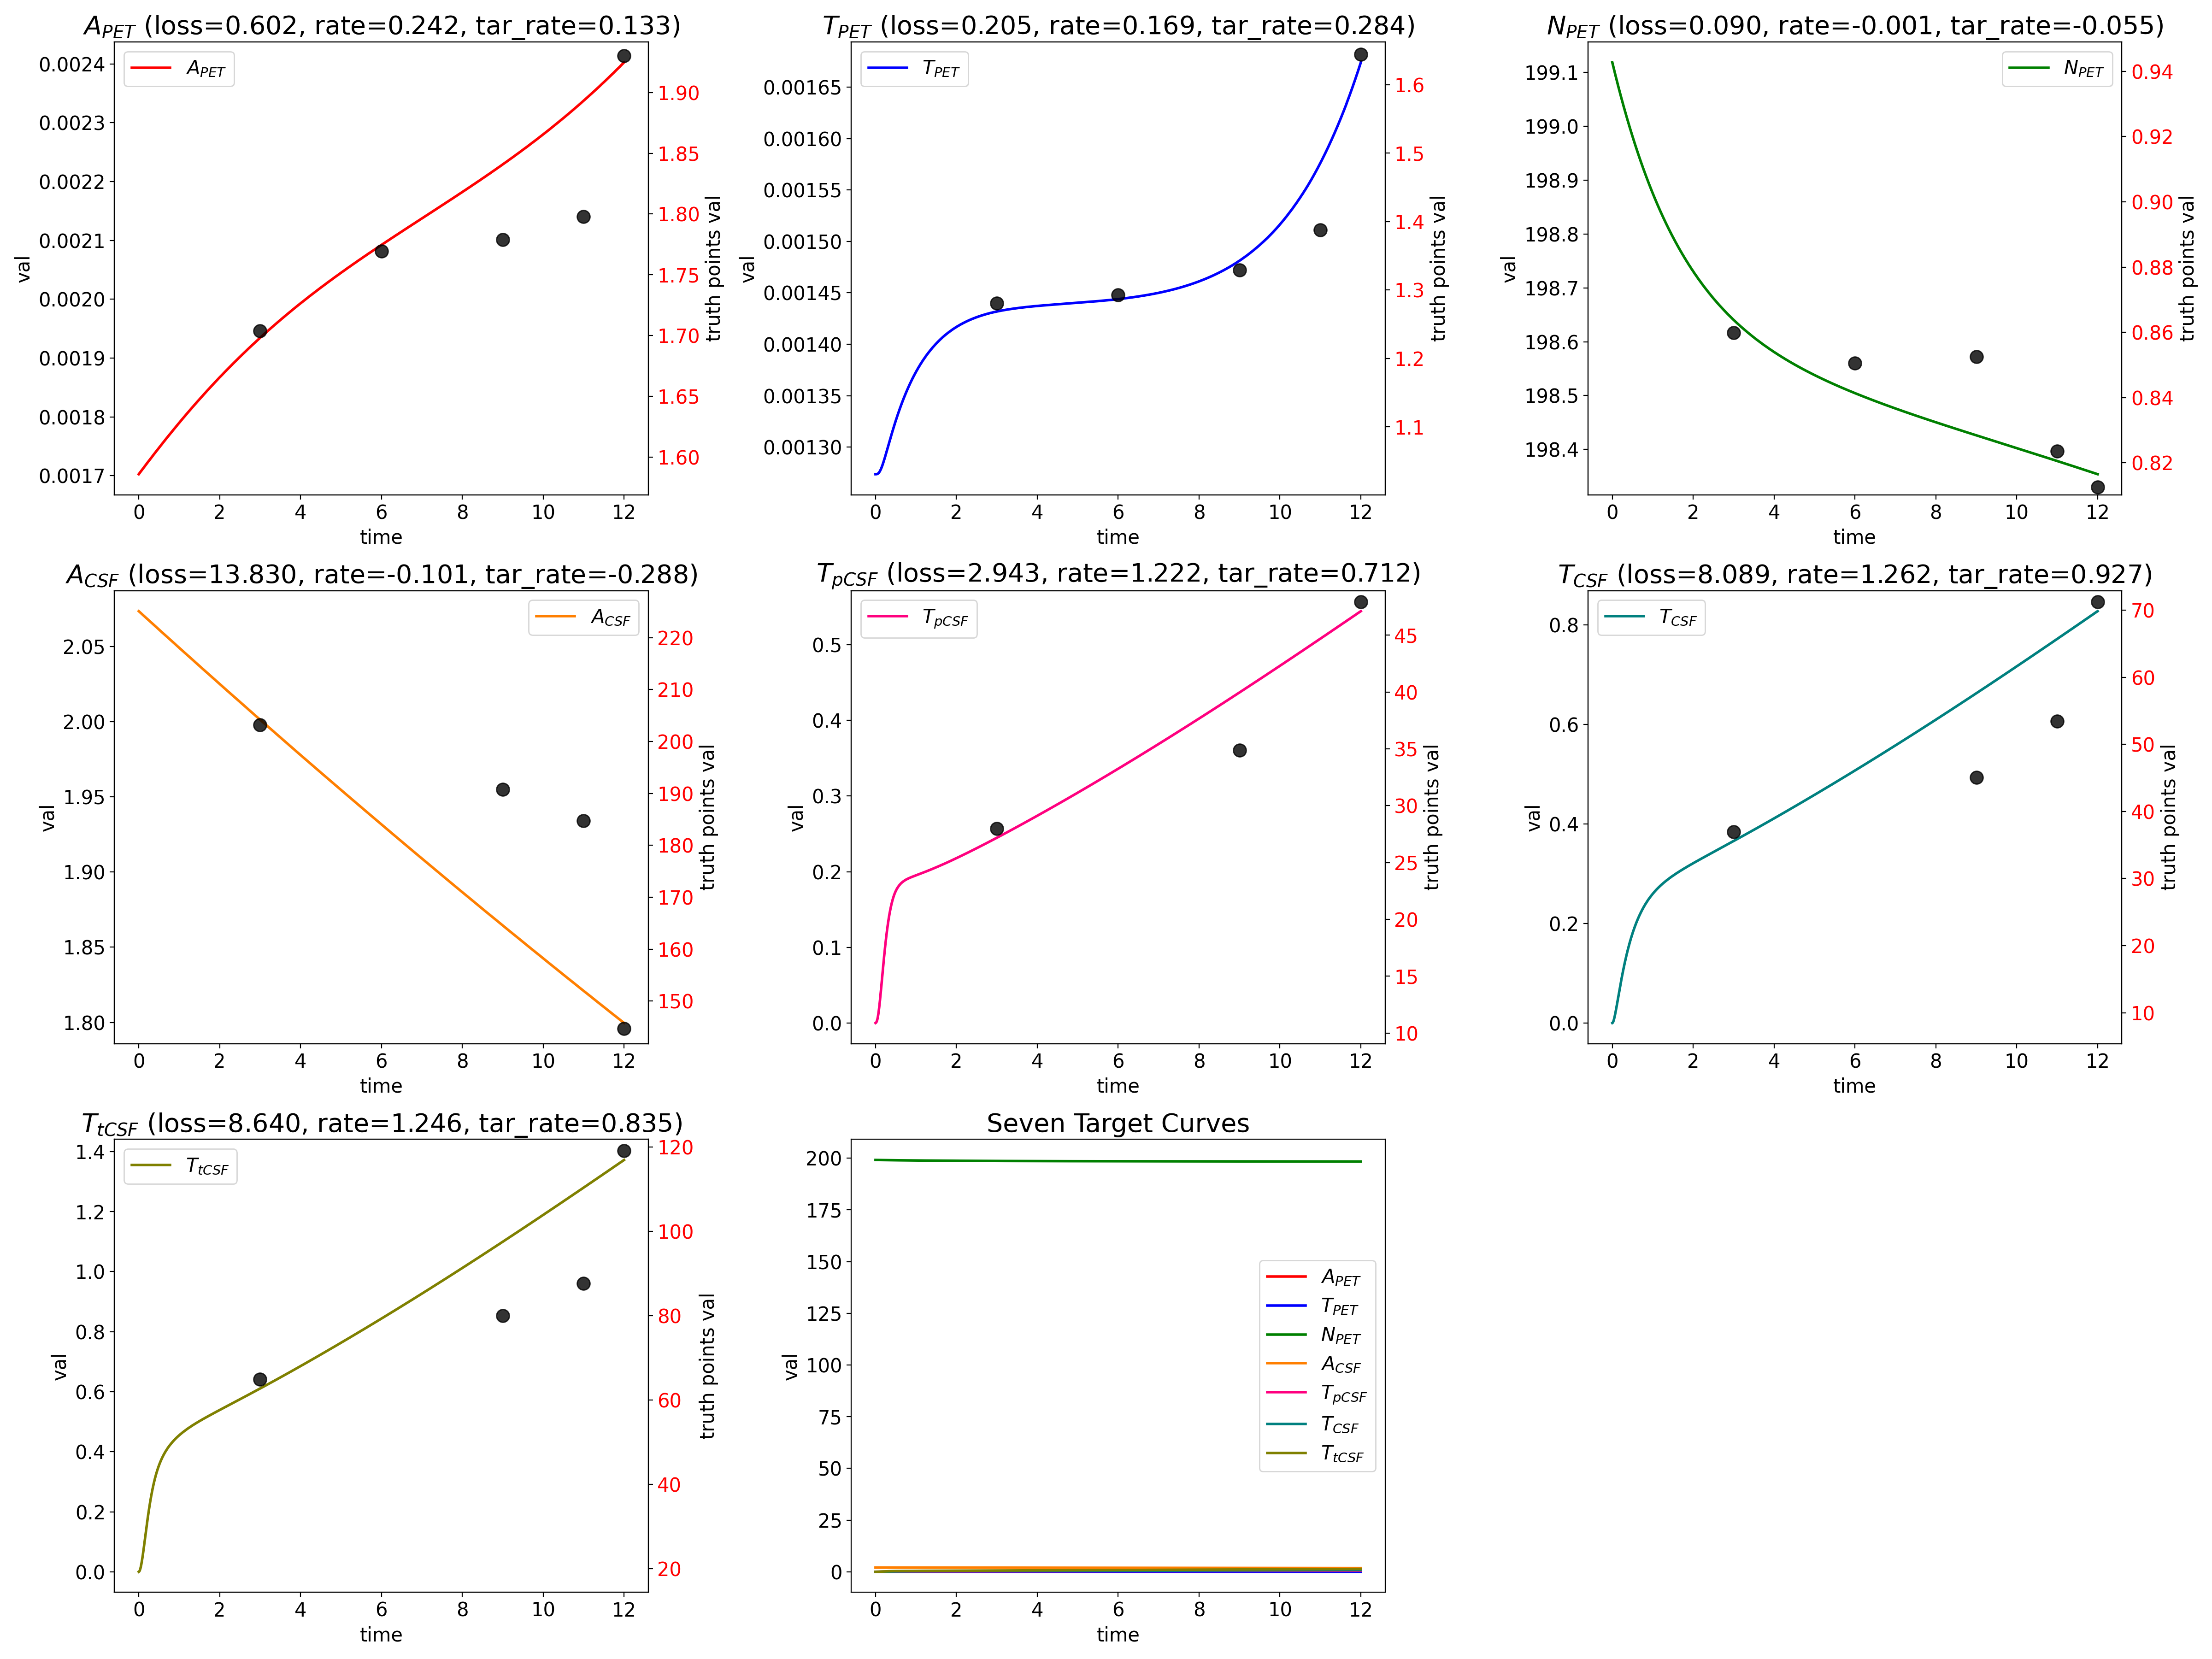 A_PET (loss=0.602, rate=0.242, tar_rate=0.133)
A_PET
val
0.0024
0.0023
0.0022
0.0021
0.0020
0.0019
0.0018
0.0017
0 2 4 6 8 10 12
time
1.90
1.85
1.80
1.75
1.70
1.65
1.60
truth points val
T_PET (loss=0.205, rate=0.169, tar_rate=0.284)
T_PET
val
0.00165
0.00160
0.00155
0.00150
0.00145
0.00140
0.00135
0.00130
0 2 4 6 8 10 12
time
1.6
1.5
1.4
1.3
1.2
1.1
truth points val
N_PET (loss=0.090, rate=-0.001, tar_rate=-0.055)
N_PET
val
199.1
199.0
198.9
198.8
198.7
198.6
198.5
198.4
0 2 4 6 8 10 12
time
0.94
0.92
0.90
0.88
0.86
0.84
0.82
truth points val
A_CSF (loss=13.830, rate=-0.101, tar_rate=-0.288)
A_CSF
val
2.05
2.00
1.95
1.90
1.85
1.80
0 2 4 6 8 10 12
time
220
210
200
190
180
170
160
150
truth points val
T_pCSF (loss=2.943, rate=1.222, tar_rate=0.712)
T_pCSF
val
0.5
0.4
0.3
0.2
0.1
0.0
0 2 4 6 8 10 12
time
45
40
35
30
25
20
15
10
truth points val
T_CSF (loss=8.089, rate=1.262, tar_rate=0.927)
T_CSF
val
0.8
0.6
0.4
0.2
0.0
0 2 4 6 8 10 12
time
70
60
50
40
30
20
10
truth points val
T_tCSF (loss=8.640, rate=1.246, tar_rate=0.835)
T_tCSF
val
1.4
1.2
1.0
0.8
0.6
0.4
0.2
0.0
0 2 4 6 8 10 12
time
120
100
80
60
40
20
truth points val
Seven Target Curves
val
200
175
150
125
100
75
50
25
0
0 2 4 6 8 10 12
time
A_PET
T_PET
N_PET
A_CSF
T_pCSF
T_CSF
T_tCSF